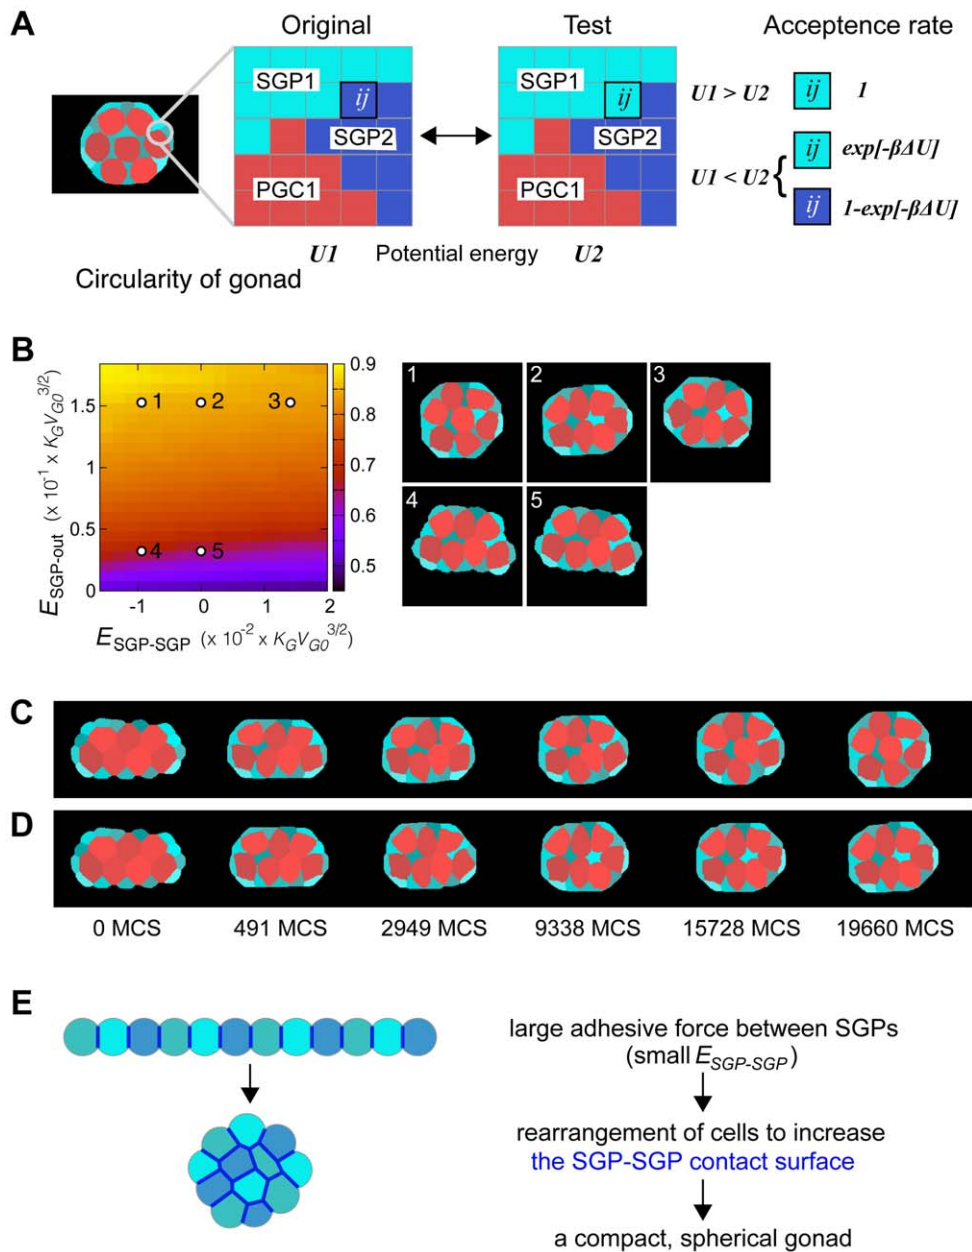 A
Original
Test
Acceptence rate
SGP1
ij
SGP2
PGC1
SGP1
ij
SGP2
PGC1
U1 > U2
ij
1
U1 < U2
{
ij
exp[-βΔU]
ij
1-exp[-βΔU]
U1
Potential energy
U2
Circularity of gonad
B
E_SGP-out (x 10^-1 x K_G V_G0^3/2)
1.5
1
0.5
0
-1
0
1
2
E_SGP-SGP (x 10^-2 x K_G V_G0^3/2)
1
2
3
4
5
0.9
0.8
0.7
0.6
0.5
1
2
3
4
5
C
D
0 MCS
491 MCS
2949 MCS
9338 MCS
15728 MCS
19660 MCS
E
large adhesive force between SGPs
(small E_SGP-SGP)
rearrangement of cells to increase
the SGP-SGP contact surface
a compact, spherical gonad